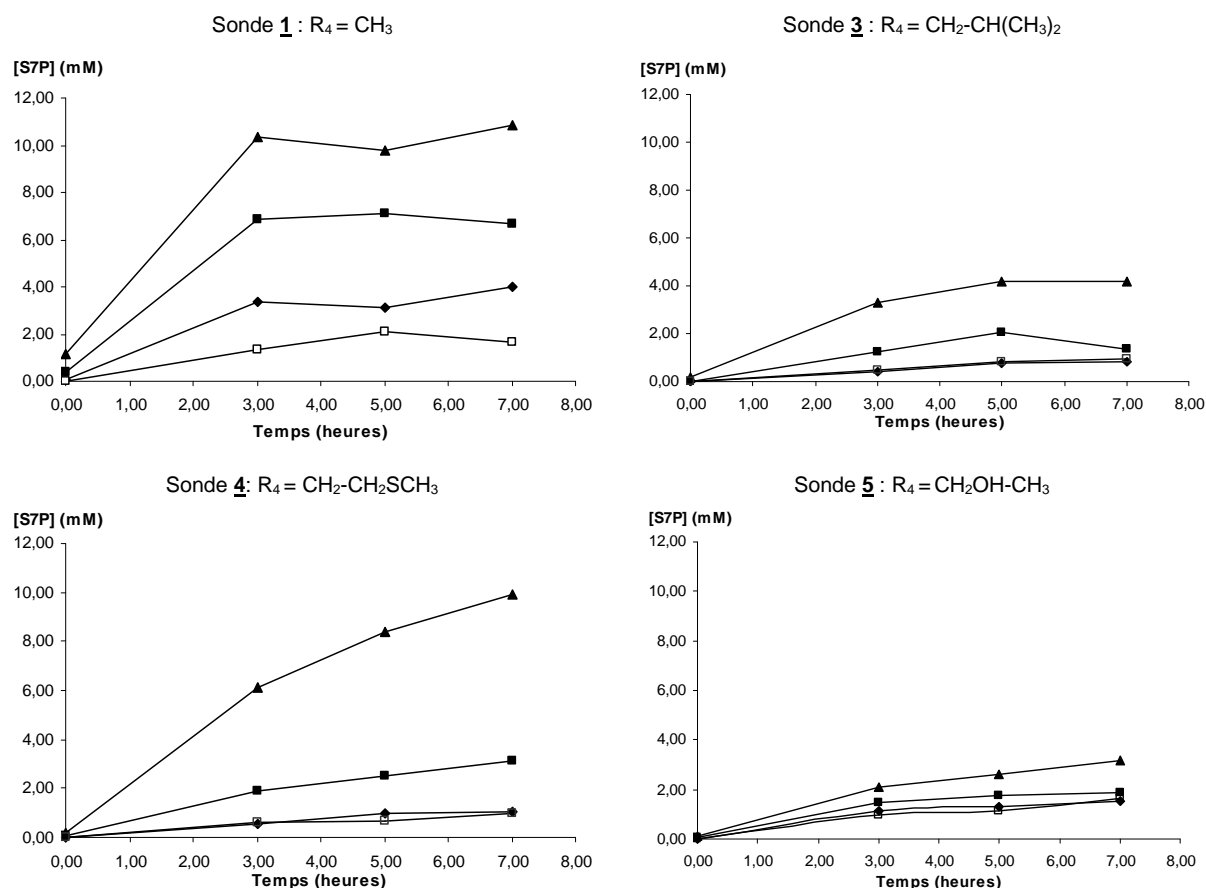 Sonde 1 : R4 = CH3
[S7P] (mM)
12,00
10,00
8,00
6,00
4,00
2,00
0,00
0,00 1,00 2,00 3,00 4,00 5,00 6,00 7,00 8,00
Temps (heures)
Sonde 3 : R4 = CH2-CH(CH3)2
[S7P] (mM)
12,00
10,00
8,00
6,00
4,00
2,00
0,00
0,00 1,00 2,00 3,00 4,00 5,00 6,00 7,00 8,00
Temps (heures)
Sonde 4: R4 = CH2-CH2SCH3
[S7P] (mM)
12,00
10,00
8,00
6,00
4,00
2,00
0,00
0,00 1,00 2,00 3,00 4,00 5,00 6,00 7,00 8,00
Temps (heures)
Sonde 5 : R4 = CH2OH-CH3
[S7P] (mM)
12,00
10,00
8,00
6,00
4,00
2,00
0,00
0,00 1,00 2,00 3,00 4,00 5,00 6,00 7,00 8,00
Temps (heures)